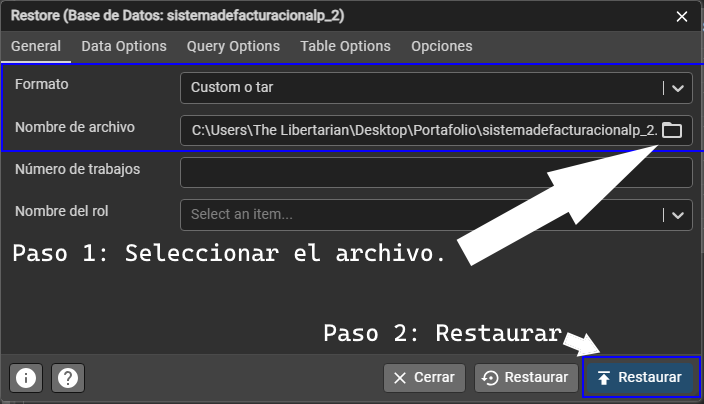 Restore (Base de Datos: sistemadefacturacionalp_2)
General Data Options Query Options Table Options Opciones
Formato Custom o tar
Nombre de archivo C:\Users\The Libertarian\Desktop\Portafolio\sistemadefacturacionalp_2.
Número de trabajos
Nombre del rol Select an item...
Paso 1: Seleccionar el archivo.
Paso 2: Restaurar
Cerrar Restaurar Restaurar